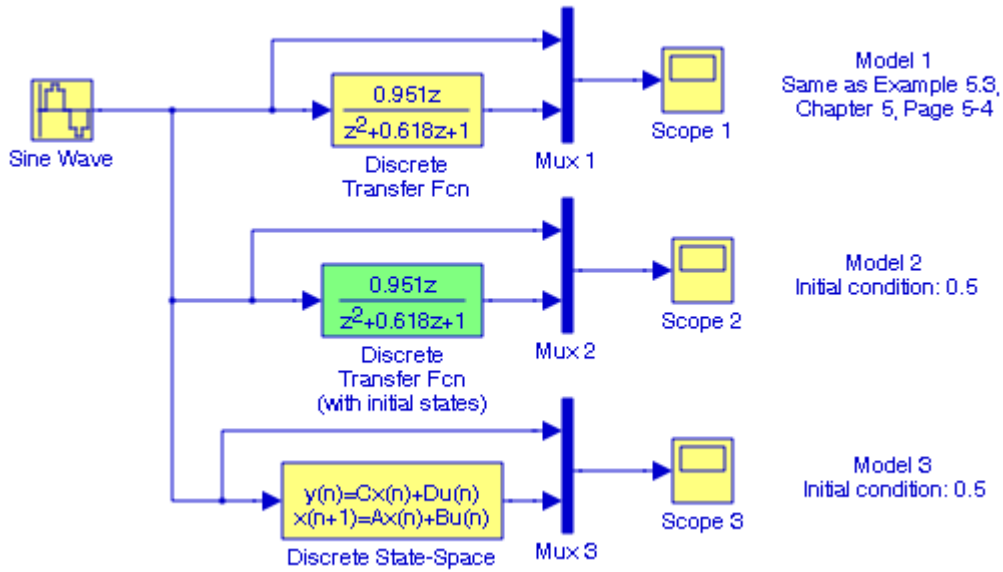 0.951z
z²+0.618z+1
Sine Wave
Discrete
Transfer Fcn
Mux 1
Scope 1
Model 1
Same as Example 5.3,
Chapter 5, Page 5-4
0.951z
z²+0.618z+1
Discrete
Transfer Fcn
(with initial states)
Mux 2
Scope 2
Model 2
Initial condition: 0.5
y(n)=Cx(n)+Du(n)
x(n+1)=Ax(n)+Bu(n)
Discrete State-Space
Mux 3
Scope 3
Model 3
Initial condition: 0.5